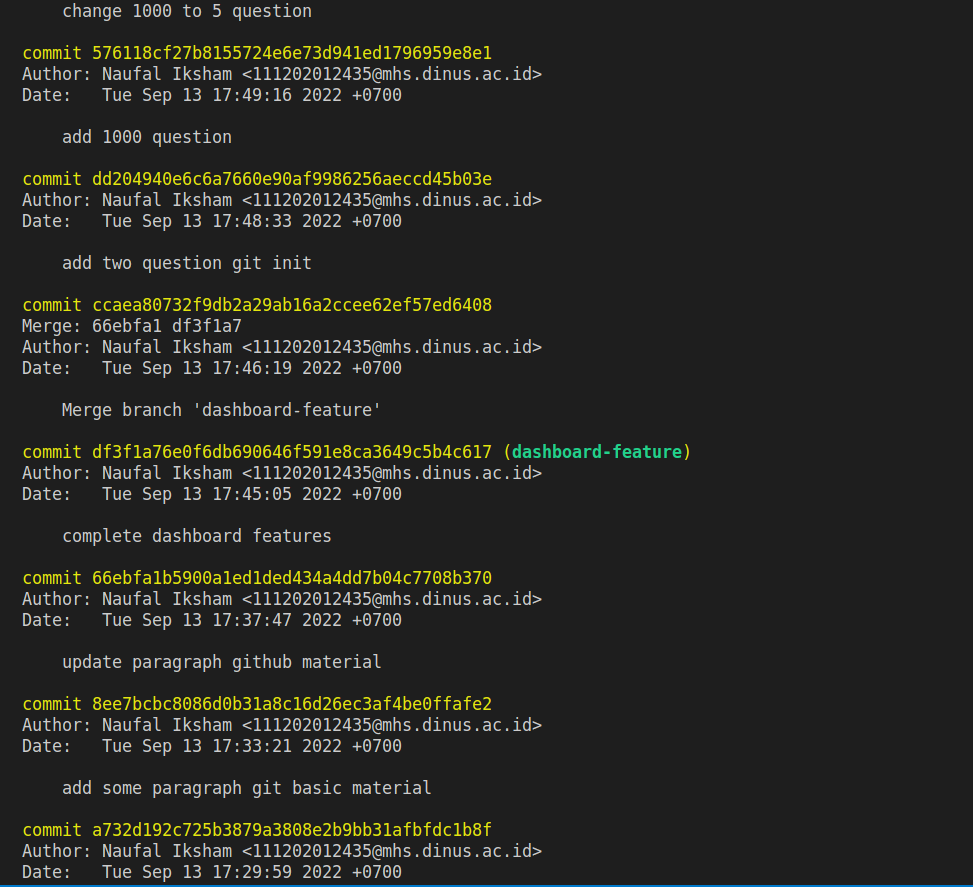 change 1000 to 5 question
commit 576118cf27b8155724e6e73d941ed1796959e8e1
Author: Naufal Iksham <111202012435@mhs.dinus.ac.id>
Date:   Tue Sep 13 17:49:16 2022 +0700
add 1000 question
commit dd204940e6c6a7660e90af9986256aeccd45b03e
Author: Naufal Iksham <111202012435@mhs.dinus.ac.id>
Date:   Tue Sep 13 17:48:33 2022 +0700
add two question git init
commit ccaea80732f9db2a29ab16a2ccee62ef57ed6408
Merge: 66ebfa1 df3f1a7
Author: Naufal Iksham <111202012435@mhs.dinus.ac.id>
Date:   Tue Sep 13 17:46:19 2022 +0700
Merge branch 'dashboard-feature'
commit df3f1a76e0f6db690646f591e8ca3649c5b4c617 (dashboard-feature)
Author: Naufal Iksham <111202012435@mhs.dinus.ac.id>
Date:   Tue Sep 13 17:45:05 2022 +0700
complete dashboard features
commit 66ebfa1b5900a1ed1ded434a4dd7b04c7708b370
Author: Naufal Iksham <111202012435@mhs.dinus.ac.id>
Date:   Tue Sep 13 17:37:47 2022 +0700
update paragraph github material
commit 8ee7bcbc8086d0b31a8c16d26ec3af4be0ffafe2
Author: Naufal Iksham <111202012435@mhs.dinus.ac.id>
Date:   Tue Sep 13 17:33:21 2022 +0700
add some paragraph git basic material
commit a732d192c725b3879a3808e2b9bb31afbfdc1b8f
Author: Naufal Iksham <111202012435@mhs.dinus.ac.id>
Date:   Tue Sep 13 17:29:59 2022 +0700